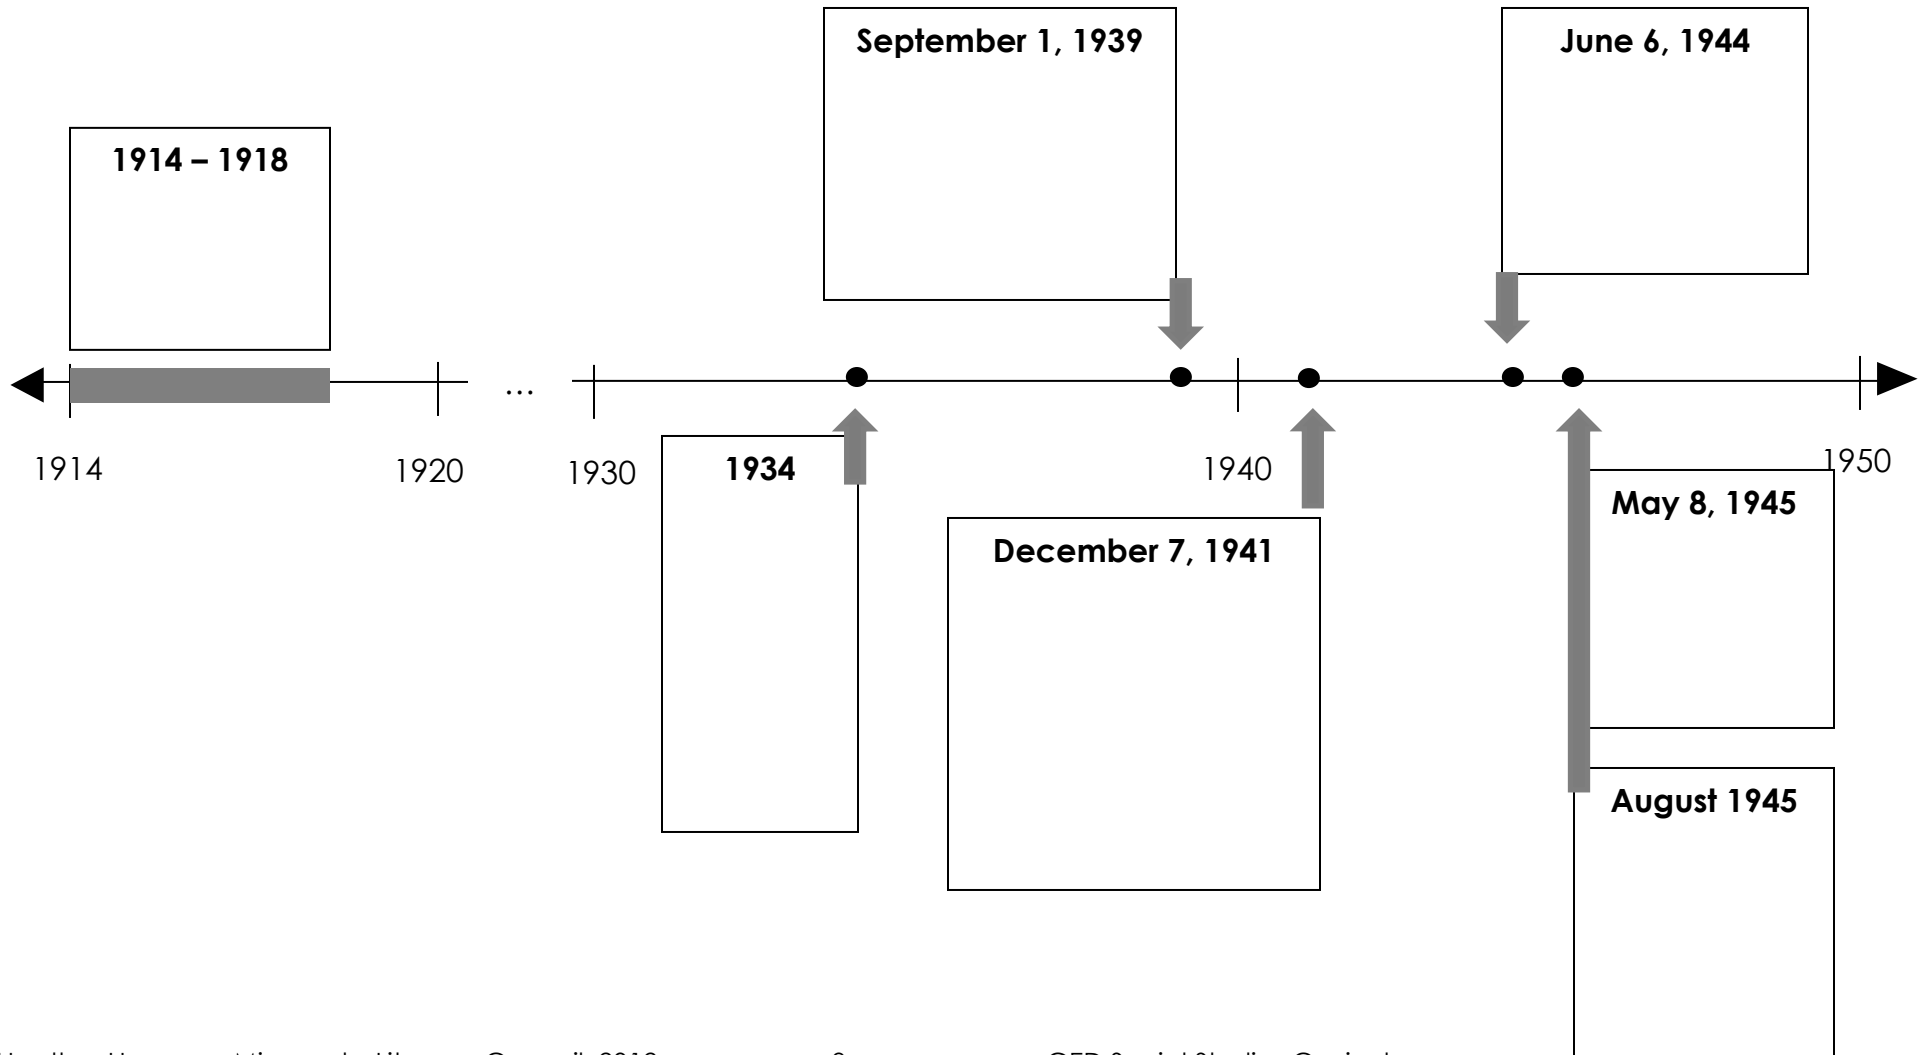 September 1, 1939
June 6, 1944
1914 – 1918
...
1914
1920
1930
1934
1940
1950
May 8, 1945
December 7, 1941
August 1945